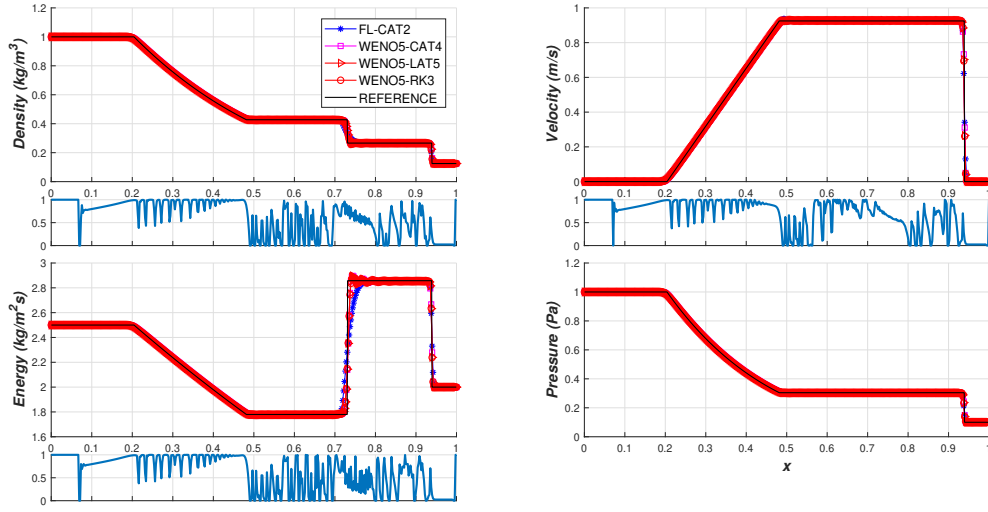 Density (kg/m³)
1.2
1
0.8
0.6
0.4
0.2
0
FL-CAT2
WENO5-CAT4
WENO5-LAT5
WENO5-RK3
REFERENCE
0 0.1 0.2 0.3 0.4 0.5 0.6 0.7 0.8 0.9 1
1
0.5
0
Velocity (m/s)
1
0.8
0.6
0.4
0.2
0
0 0.1 0.2 0.3 0.4 0.5 0.6 0.7 0.8 0.9
1
0.5
0
Energy (kg/m²s)
3
2.8
2.6
2.4
2.2
2
1.8
1.6
0 0.1 0.2 0.3 0.4 0.5 0.6 0.7 0.8 0.9 1
1
0.5
0
Pressure (Pa)
1.2
1
0.8
0.6
0.4
0.2
0
0 0.1 0.2 0.3 0.4 0.5 0.6 0.7 0.8 0.9
x